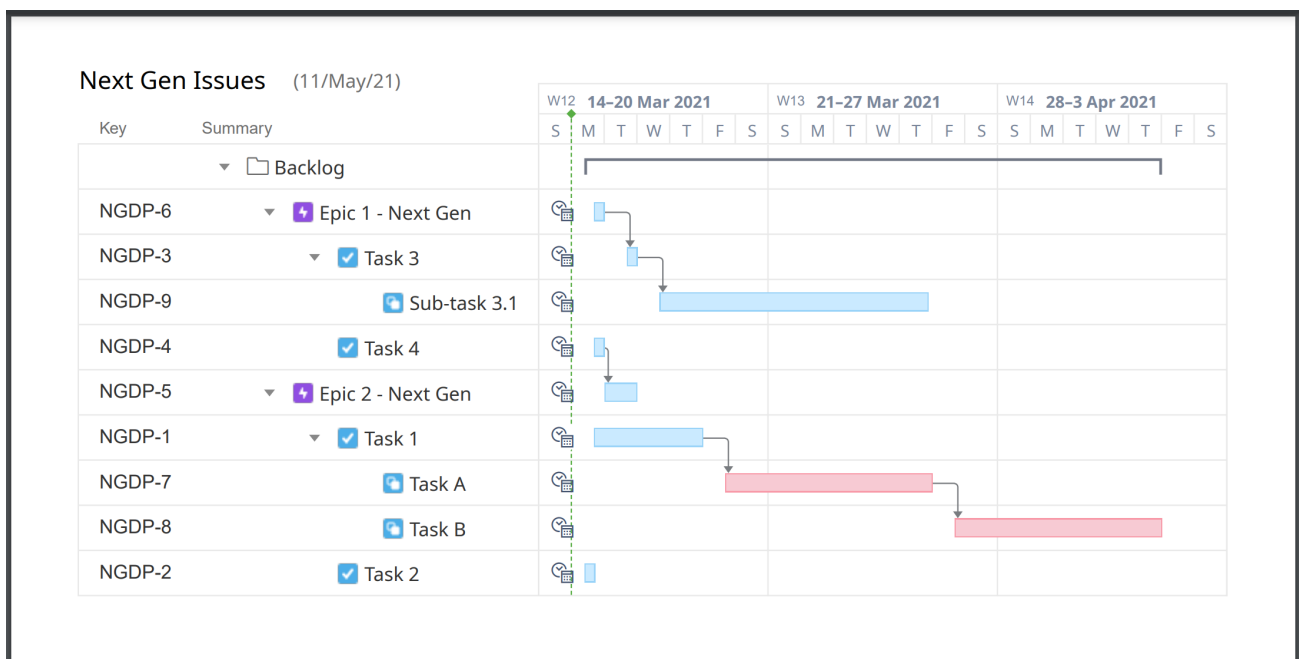 Next Gen Issues (11/May/21)
W12 14–20 Mar 2021 W13 21–27 Mar 2021 W14 28–3 Apr 2021
Key Summary S M T W T F S S M T W T F S S M T W T F S
Backlog
NGDP-6 Epic 1 - Next Gen
NGDP-3 Task 3
NGDP-9 Sub-task 3.1
NGDP-4 Task 4
NGDP-5 Epic 2 - Next Gen
NGDP-1 Task 1
NGDP-7 Task A
NGDP-8 Task B
NGDP-2 Task 2